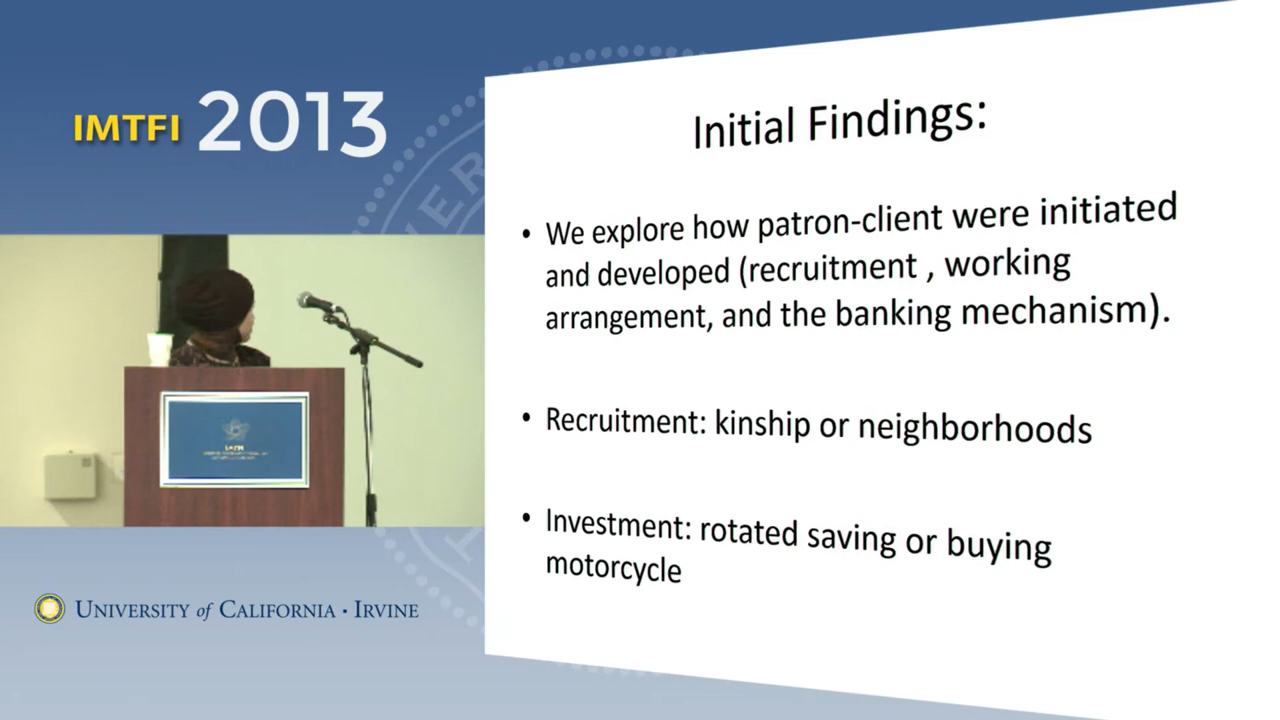 IMTFI 2013
Initial Findings:
• We explore how patron-client were initiated
and developed (recruitment , working
arrangement, and the banking mechanism).
• Recruitment: kinship or neighborhoods
• Investment: rotated saving or buying
motorcycle
UNIVERSITY of CALIFORNIA • IRVINE